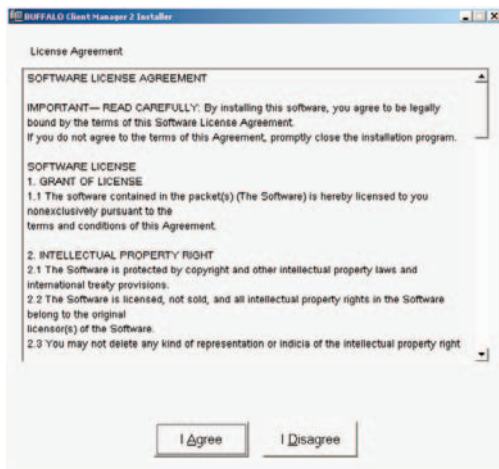 BUFFALO Client Manager 2 Installer
License Agreement
SOFTWARE LICENSE AGREEMENT
IMPORTANT— READ CAREFULLY: By installing this software, you agree to be legally
bound by the terms of this Software License Agreement.
If you do not agree to the terms of this Agreement, promptly close the installation program.
SOFTWARE LICENSE
1. GRANT OF LICENSE
1.1 The software contained in the packet(s) (The Software) is hereby licensed to you
nonexclusively pursuant to the
terms and conditions of this Agreement.
2. INTELLECTUAL PROPERTY RIGHT
2.1 The Software is protected by copyright and other intellectual property laws and
international treaty provisions.
2.2 The Software is licensed, not sold, and all intellectual property rights in the Software
belong to the original
licensor(s) of the Software.
2.3 You may not delete any kind of representation or indicia of the intellectual property right
I Agree
I Disagree